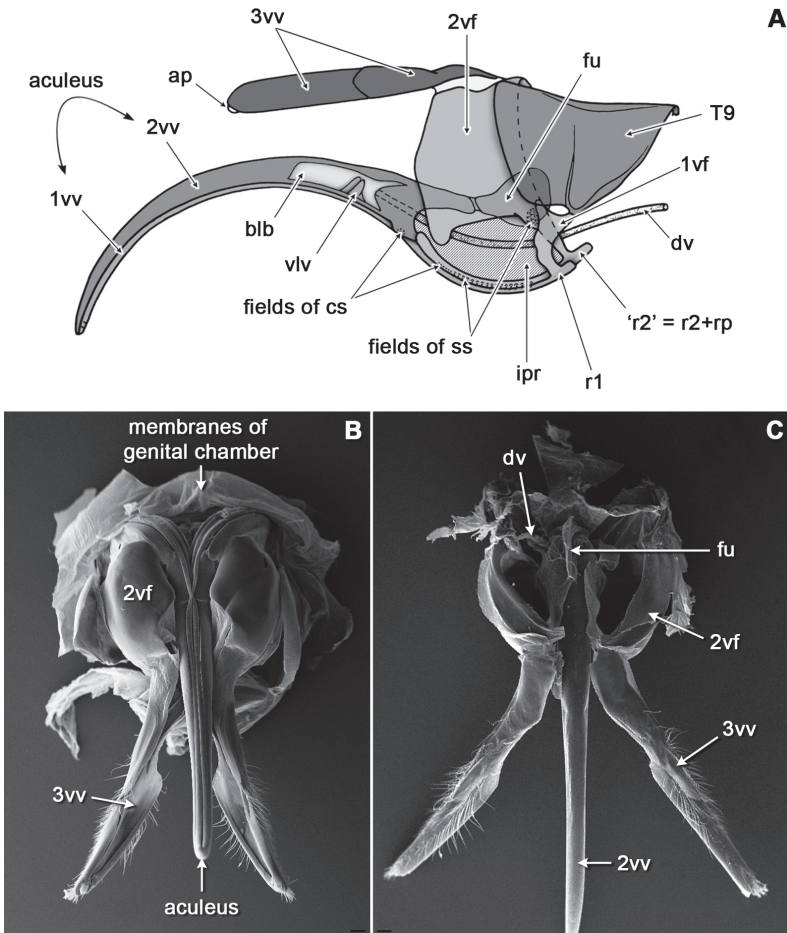 A
3vv
2vf
fu
ap
aculeus
T9
2vv
1vf
1vv
blb
dv
vlv
fields of cs
'r2' = r2+rp
fields of ss
ipr
r1
membranes of
genital chamber
B
2vf
3vv
aculeus
C
dv
fu
2vf
3vv
2vv